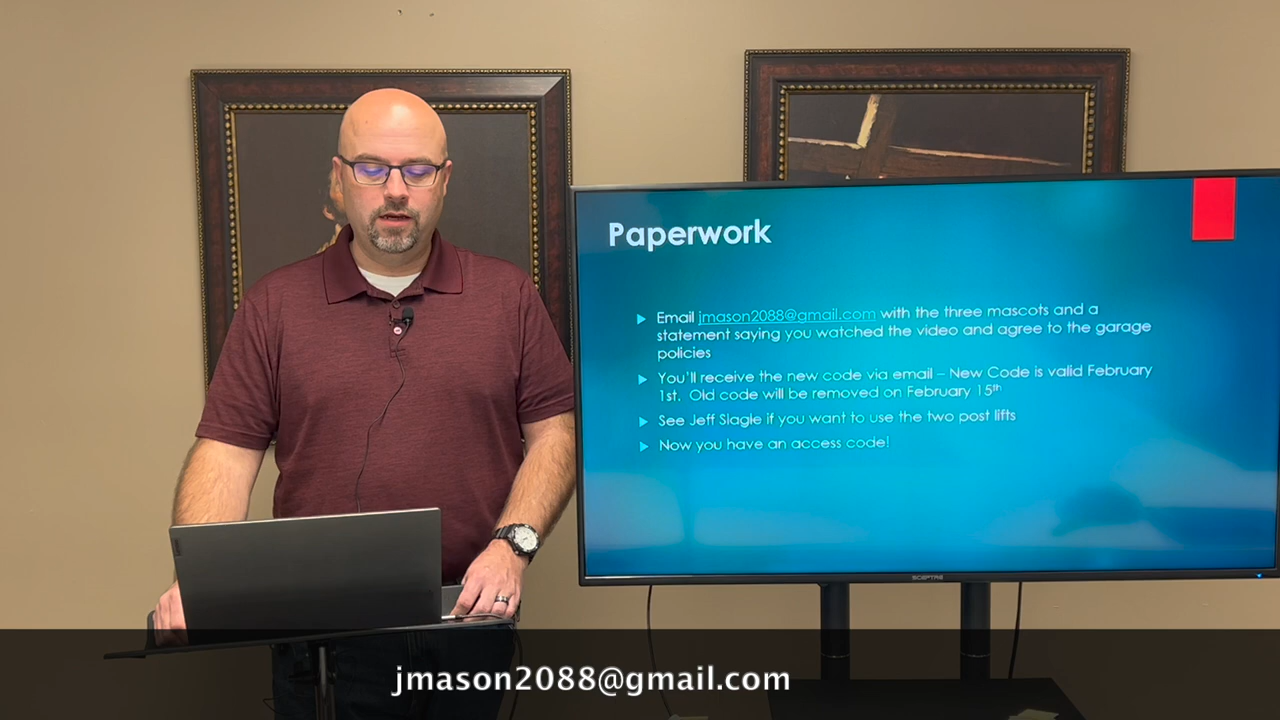 Paperwork
Email jmason2088@gmail.com with the three mascots and a
statement saying you watched the video and agree to the garage
policies
You'll receive the new code via email – New Code is valid February
1st. Old code will be removed on February 15th
See Jeff Slagle if you want to use the two post lifts
Now you have an access code!
SCEPTRE
jmason2088@gmail.com